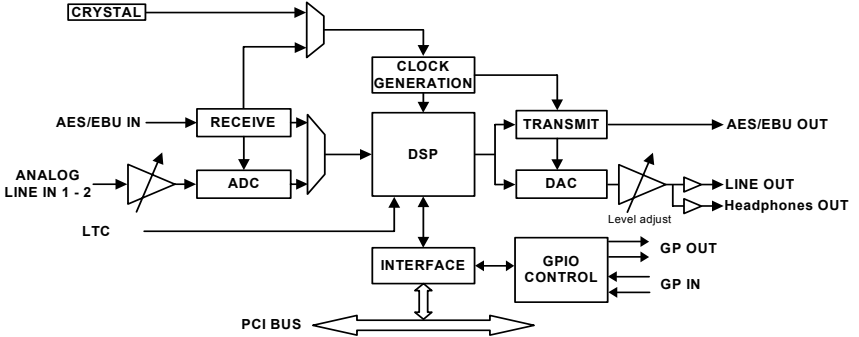 CRYSTAL
CLOCK
GENERATION
AES/EBU IN
RECEIVE
TRANSMIT
AES/EBU OUT
DSP
ANALOG
LINE IN 1 - 2
ADC
DAC
LINE OUT
Headphones OUT
Level adjust
LTC
INTERFACE
GPIO
CONTROL
GP OUT
GP IN
PCI BUS